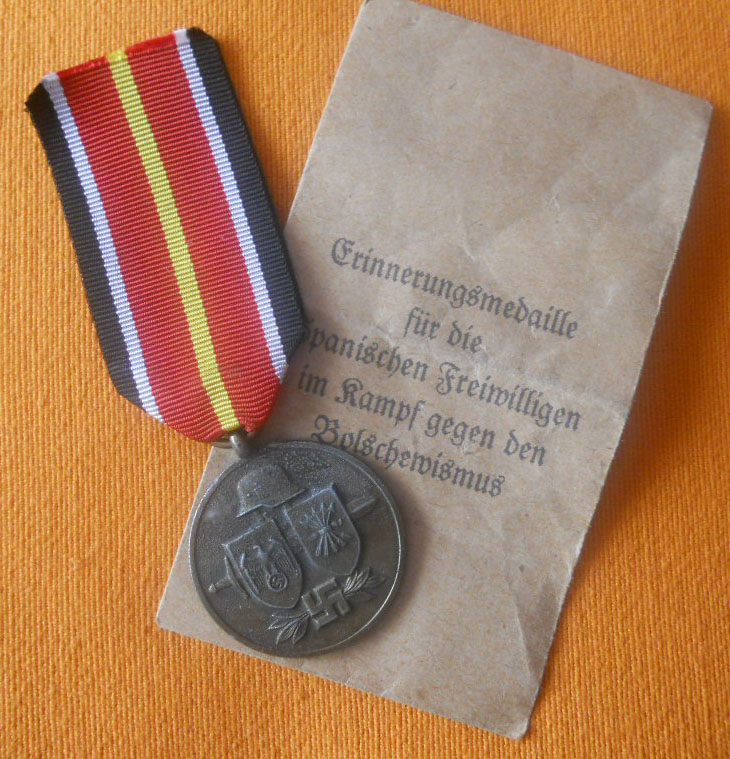 Erinnerungsmedaille
für die
Spanischen Freiwilligen
im Kampf gegen den
Bolschewismus